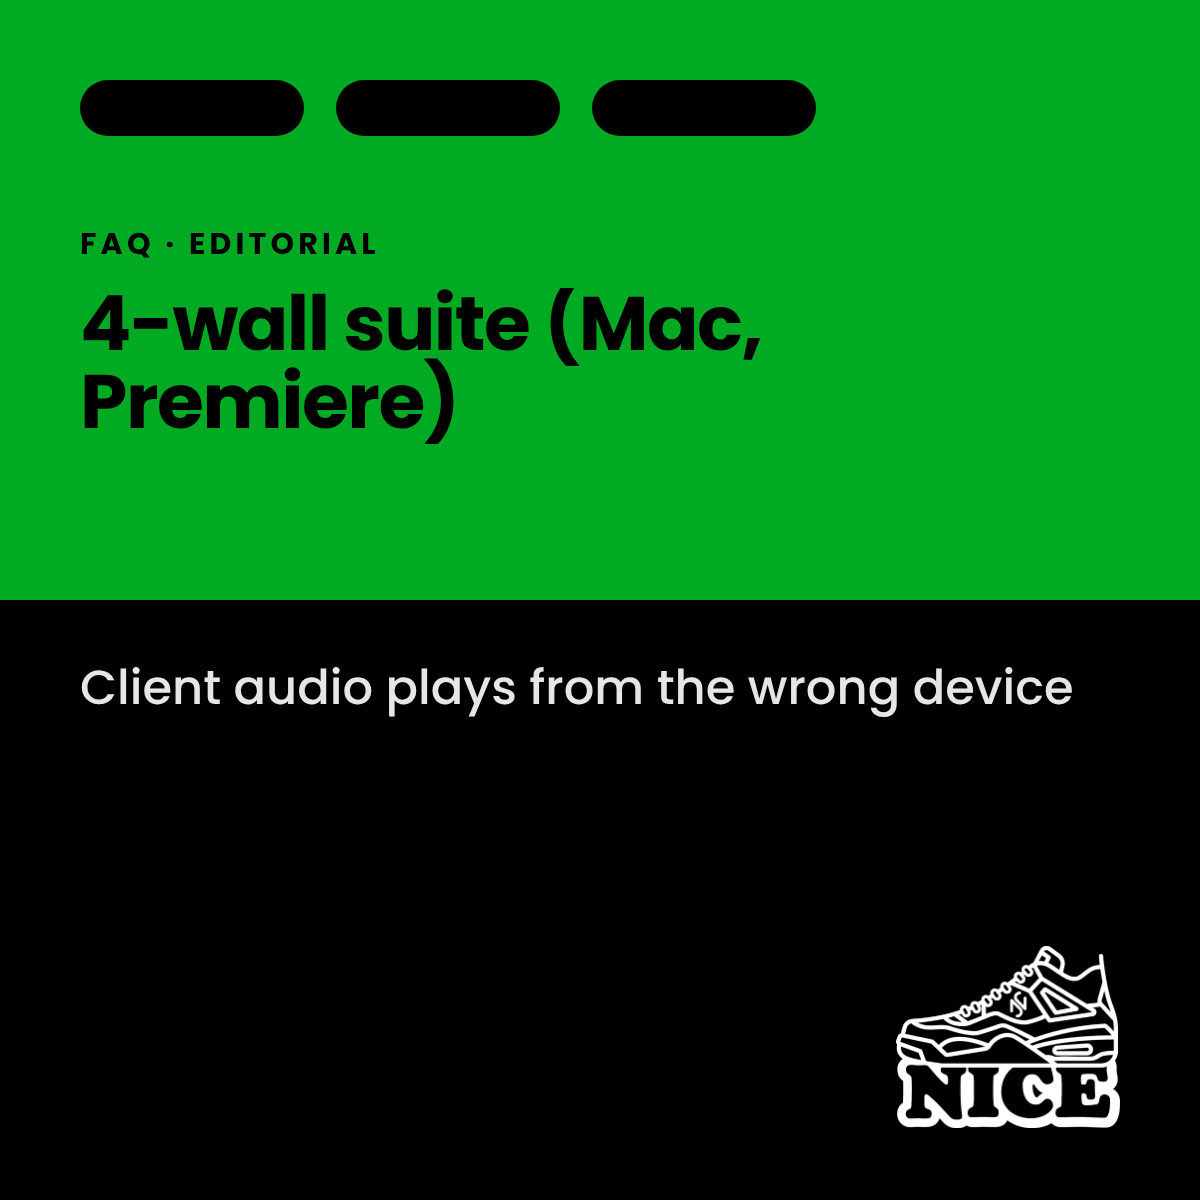 FAQ · EDITORIAL
4-wall suite (Mac,
Premiere)
Client audio plays from the wrong device
NICE